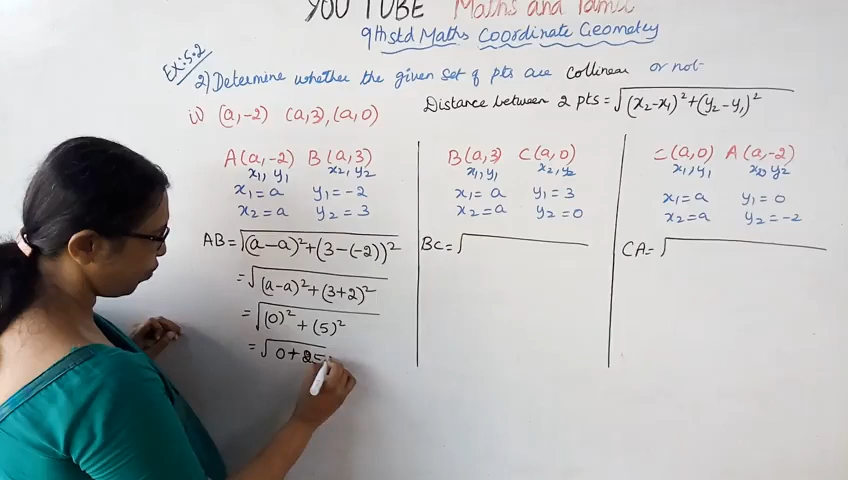 YOU TUBE Maths and Tamil
9th std Maths Coordinate Geometry
Ex:5.2
2) Determine whether the given set of pts are collinear or not-
Distance between 2 pts = √(x₂-x₁)²+(y₂-y₁)²
ii) (a,-2) (a,3), (a,0)
A(a,-2) B(a,3)
x₁, y₁ x₂, y₂
x₁=a y₁=-2
x₂=a y₂=3
AB=√(a-a)²+(3-(-2))²
=√(a-a)²+(3+2)²
=√(0)²+(5)²
=√0+25
B(a,3) C(a,0)
x₁,y₁ x₂,y₂
x₁=a y₁=3
x₂=a y₂=0
BC=√
C(a,0) A(a,-2)
x₁,y₁ x₂ y₂
x₁=a y₁=0
x₂=a y₂=-2
CA=√